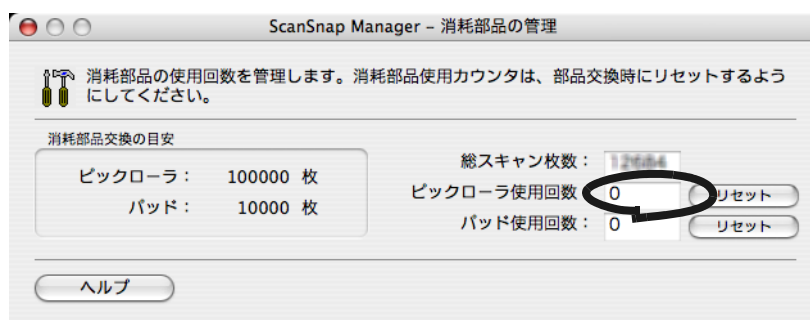 ScanSnap Manager – 消耗部品の管理
消耗部品の使用回数を管理します。消耗部品使用カウンタは、部品交換時にリセットするよう
にしてください。
消耗部品交換の目安
ピックローラ： 100000 枚
パッド： 10000 枚
総スキャン枚数：
ピックローラ使用回数 0 リセット
パッド使用回数： 0 リセット
ヘルプ